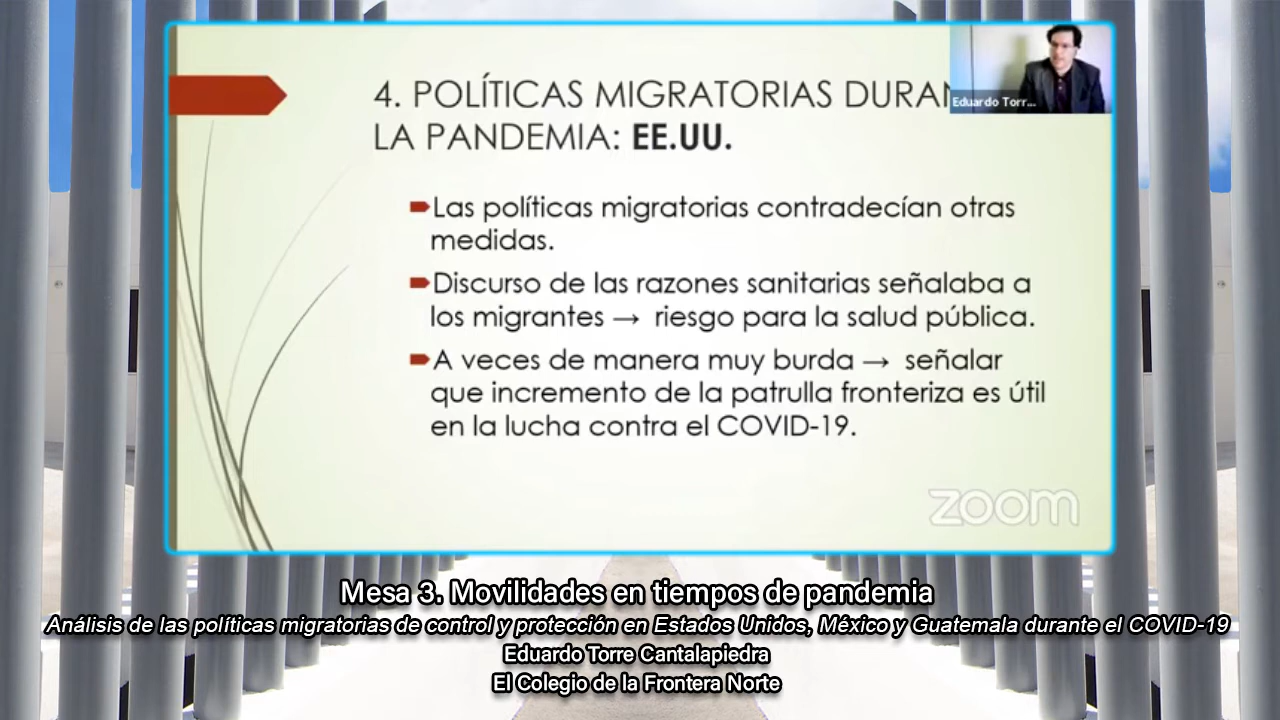 4. POLÍTICAS MIGRATORIAS DURAN
LA PANDEMIA: EE.UU.
Eduardo Torr...
Las políticas migratorias contradecían otras
medidas.
Discurso de las razones sanitarias señalaba a
los migrantes → riesgo para la salud pública.
A veces de manera muy burda → señalar
que incremento de la patrulla fronteriza es útil
en la lucha contra el COVID-19.
zoom
Mesa 3. Movilidades en tiempos de pandemia
Análisis de las políticas migratorias de control y protección en Estados Unidos, México y Guatemala durante el COVID-19
Eduardo Torre Cantalapiedra
El Colegio de la Frontera Norte